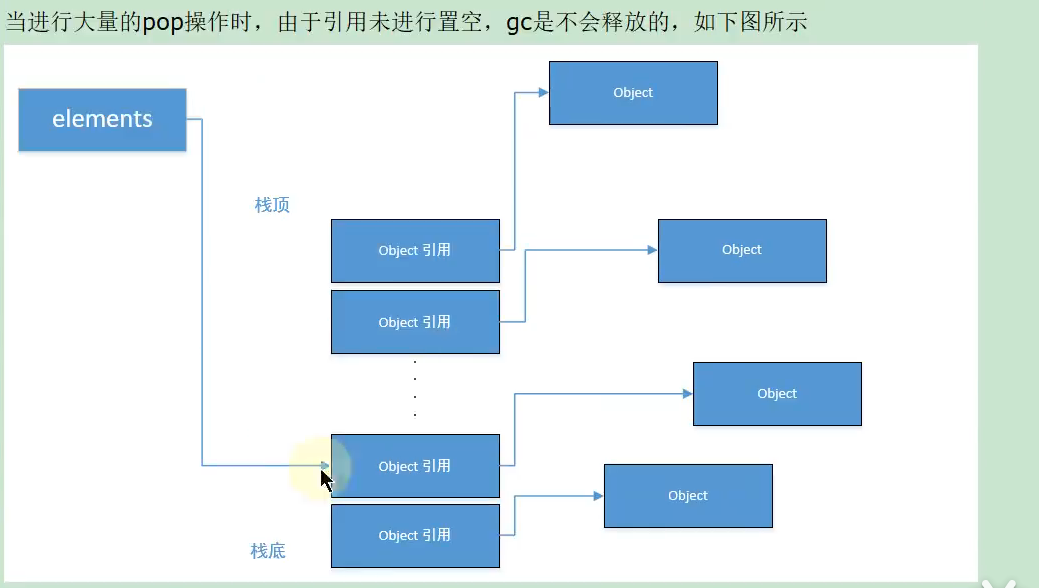 当进行大量的pop操作时，由于引用未进行置空，gc是不会释放的，如下图所示
Object
elements
栈顶
Object 引用
Object
Object 引用
Object
Object 引用
Object
Object 引用
栈底